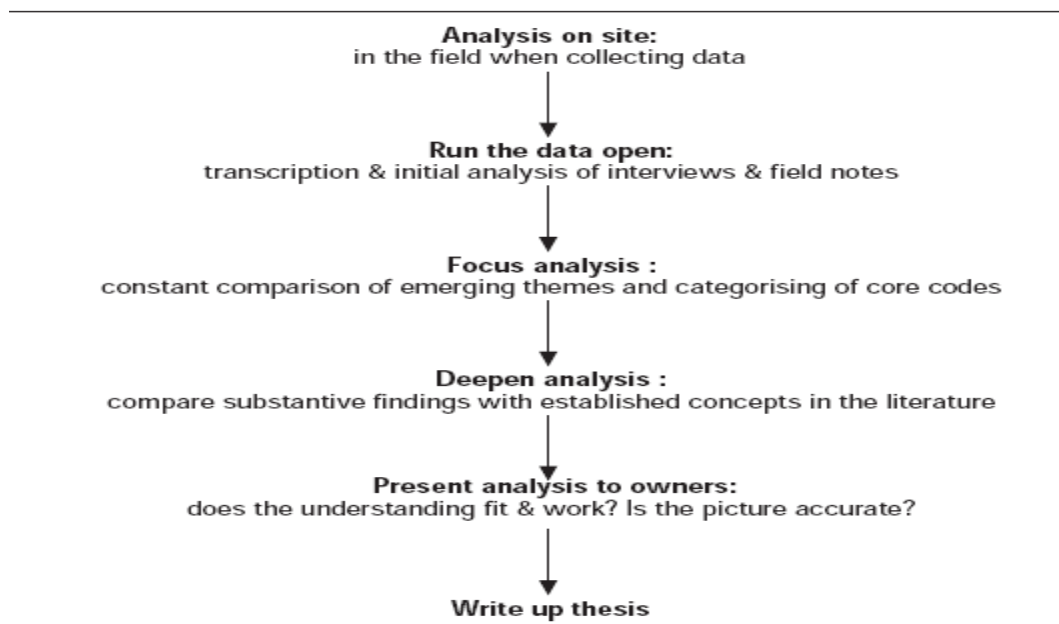 Analysis on site:
in the field when collecting data
Run the data open:
transcription & initial analysis of interviews & field notes
Focus analysis :
constant comparison of emerging themes and categorising of core codes
Deepen analysis :
compare substantive findings with established concepts in the literature
Present analysis to owners:
does the understanding fit & work? Is the picture accurate?
Write up thesis